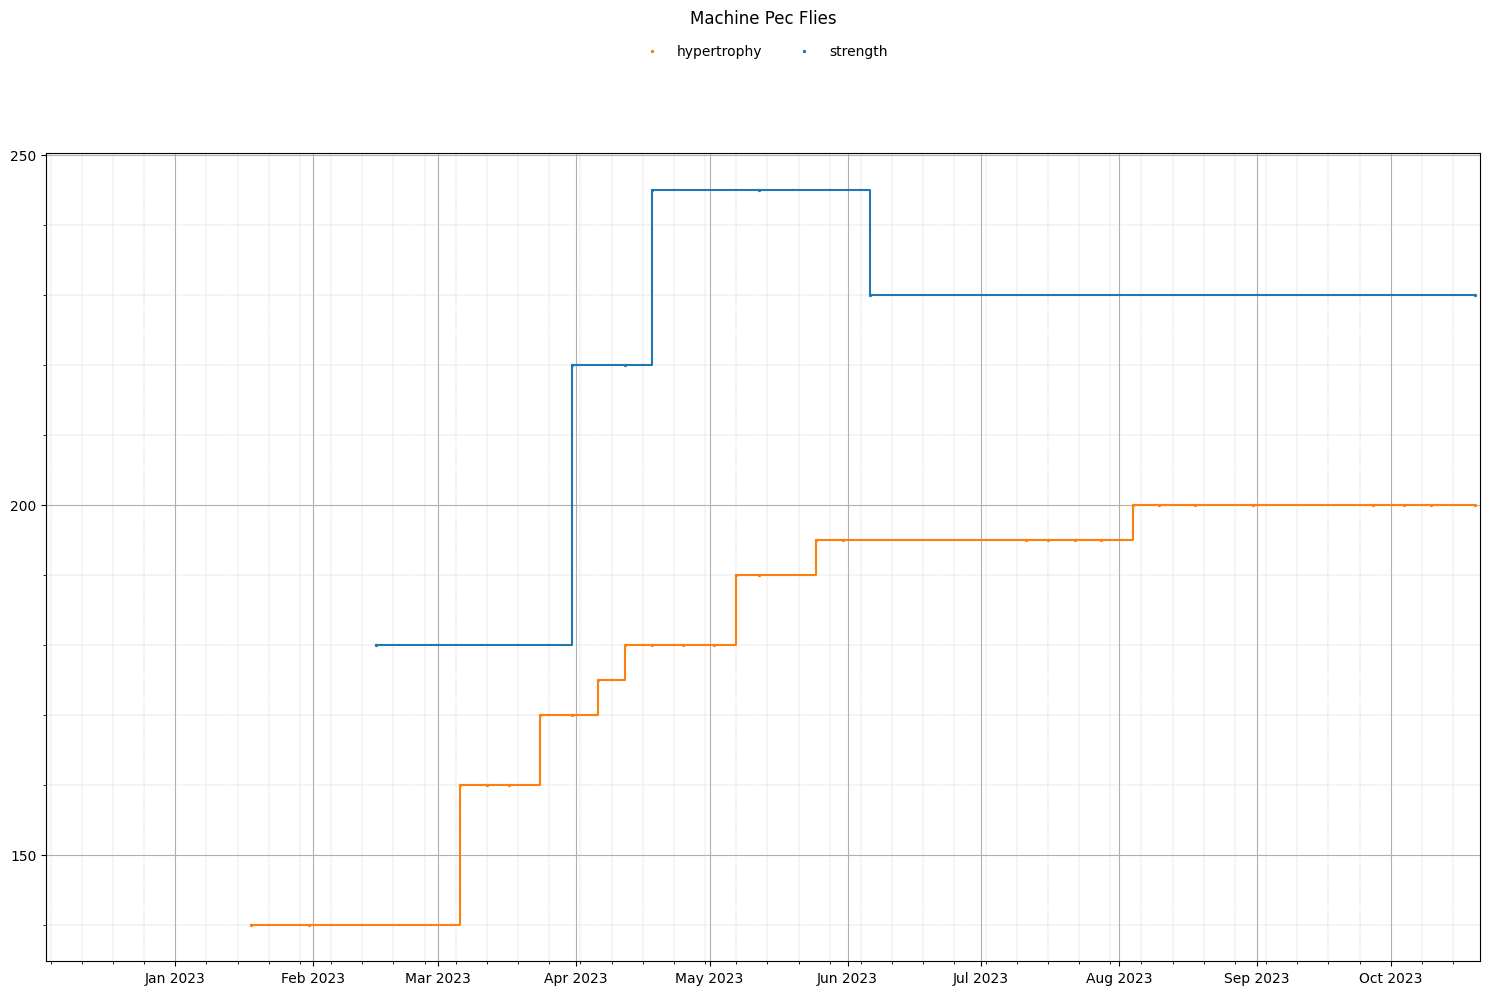 Machine Pec Flies
hypertrophy strength
250
200
150
Jan 2023 Feb 2023 Mar 2023 Apr 2023 May 2023 Jun 2023 Jul 2023 Aug 2023 Sep 2023 Oct 2023